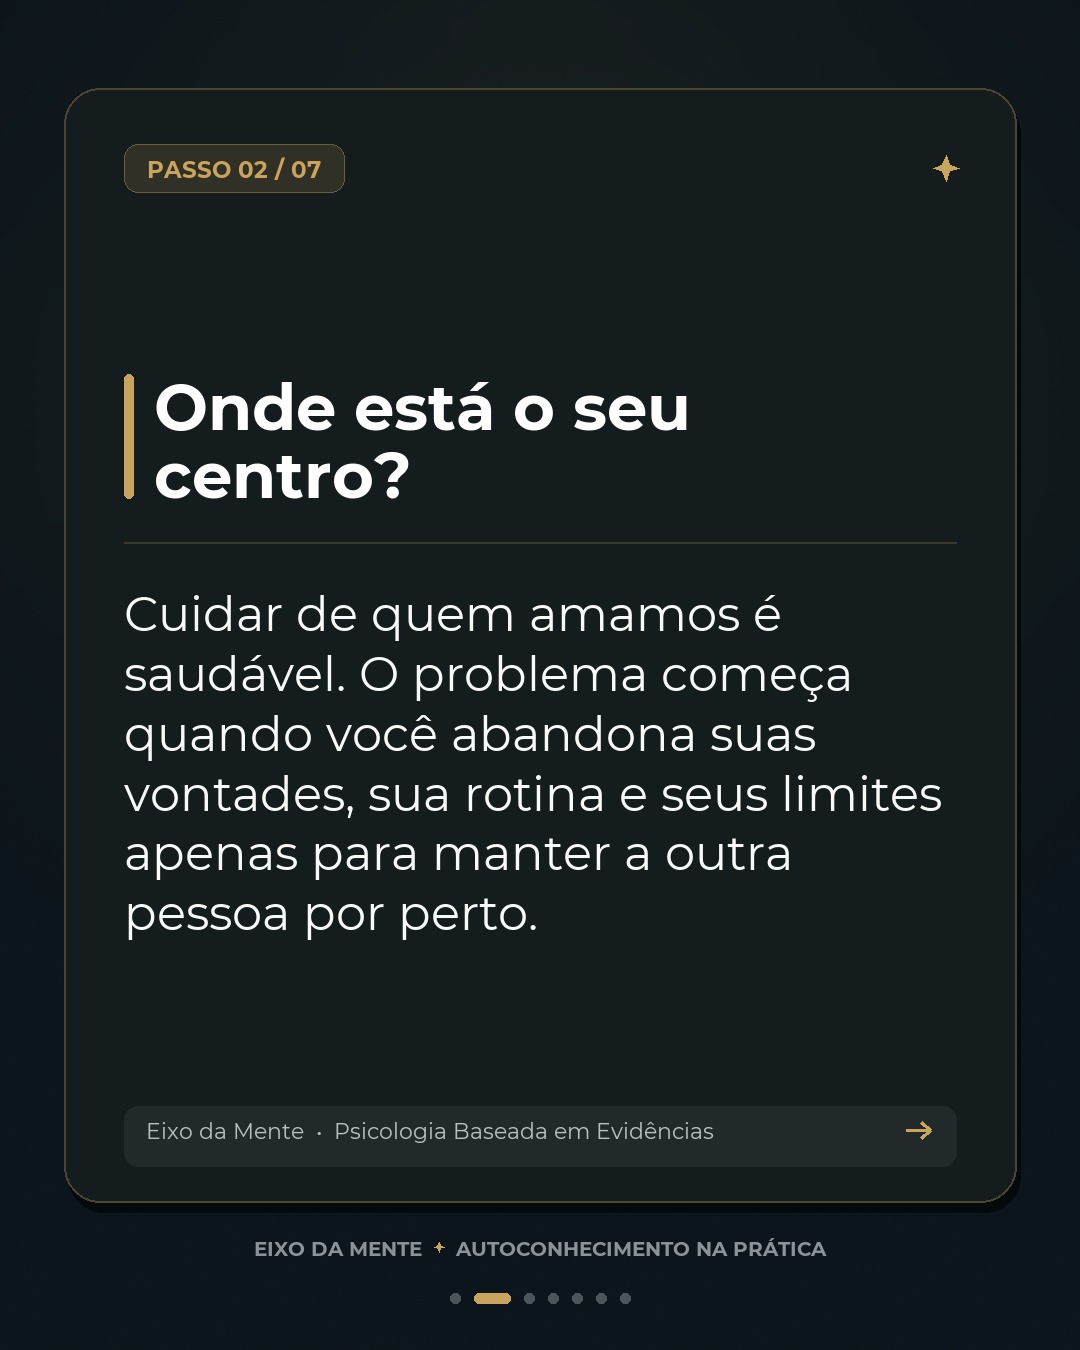 PASSO 02 / 07
Onde está o seu
centro?
Cuidar de quem amamos é
saudável. O problema começa
quando você abandona suas
vontades, sua rotina e seus limites
apenas para manter a outra
pessoa por perto.
Eixo da Mente • Psicologia Baseada em Evidências →
EIXO DA MENTE ✦ AUTOCONHECIMENTO NA PRÁTICA